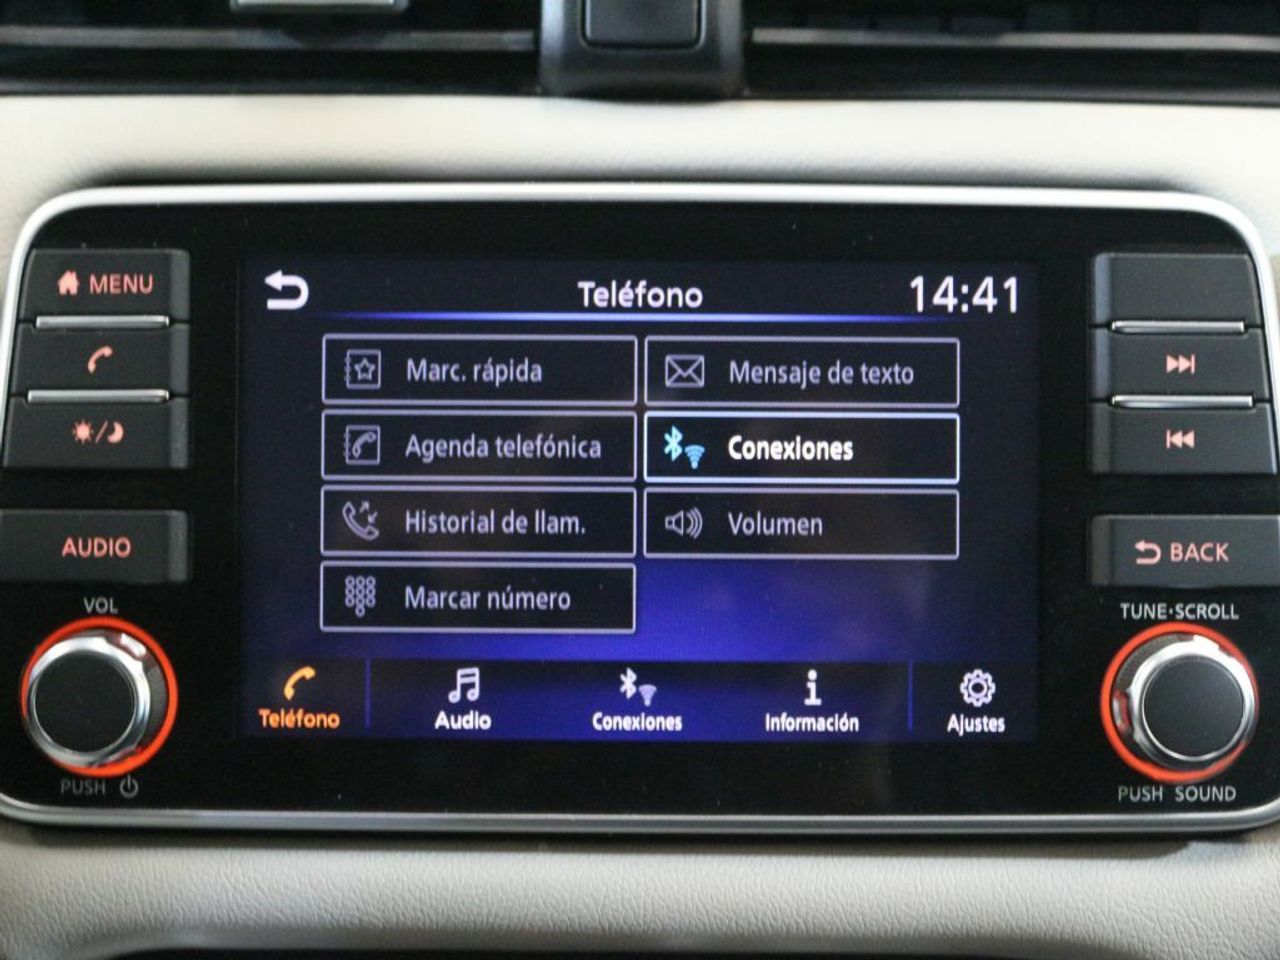 MENU
AUDIO
VOL
PUSH
Teléfono
14:41
Marc. rápida
Mensaje de texto
Agenda telefónica
Conexiones
Historial de llam.
Volumen
Marcar número
Teléfono
Audio
Conexiones
Información
Ajustes
BACK
TUNE·SCROLL
PUSH SOUND